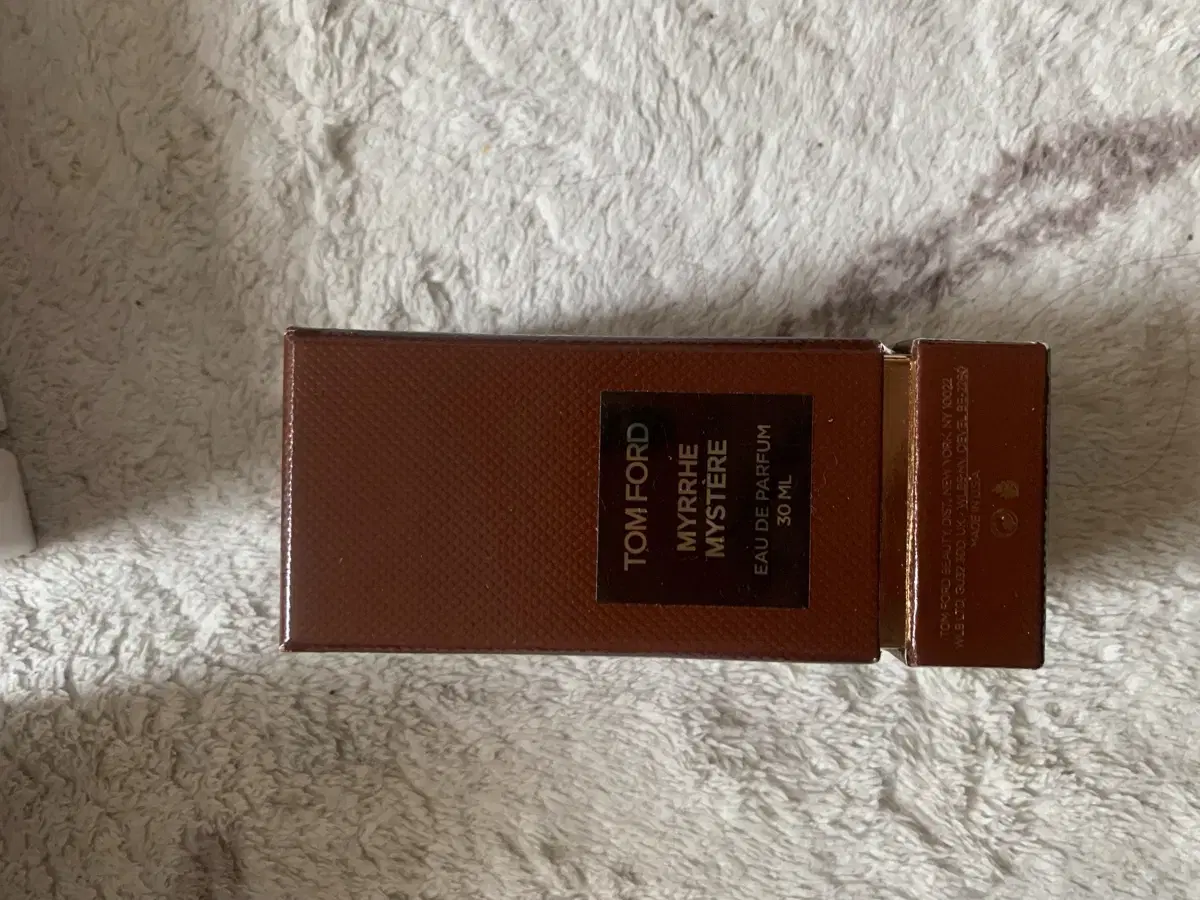 TOM FORD
MYRRHE
MYSTÈRE
EAU DE PARFUM
30 ML
TOM FORD BEAUTY, DIST. NEW YORK, NY 10022
MADE IN